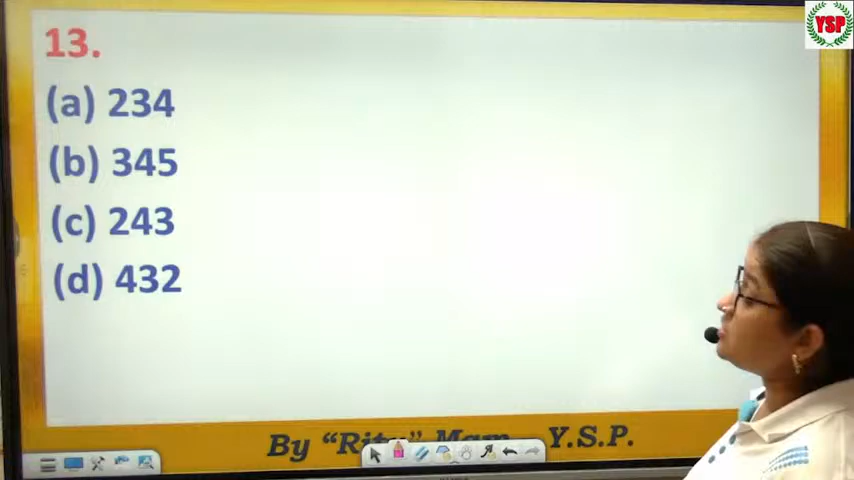 YSP
13.
(a) 234
(b) 345
(c) 243
(d) 432
By “Ritu” Mam Y.S.P.